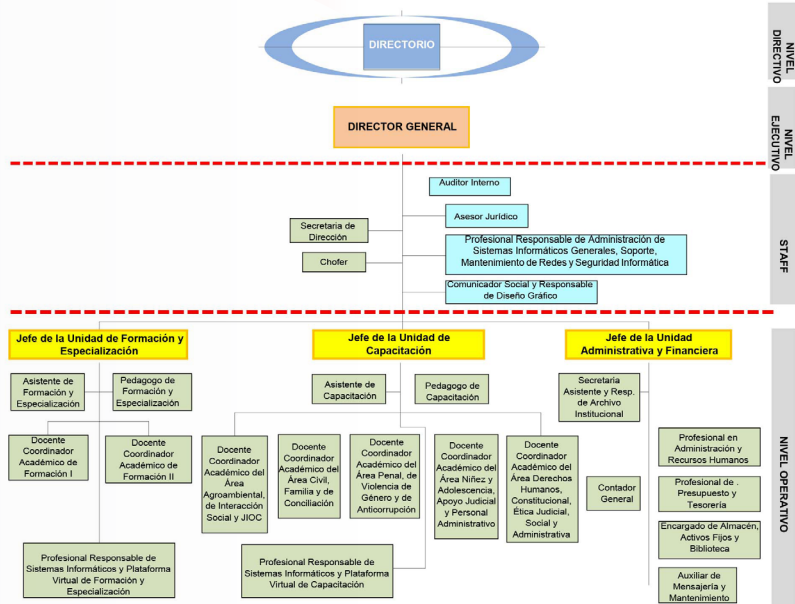 DIRECTORIO
NIVEL
DIRECTIVO
DIRECTOR GENERAL
NIVEL
EJECUTIVO
Auditor Interno
Asesor Jurídico
Secretaria de
Dirección
Profesional Responsable de Administración de
Sistemas Informáticos Generales, Soporte,
Mantenimiento de Redes y Seguridad Informática
Chofer
Comunicador Social y Responsable
de Diseño Gráfico
STAFF
Jefe de la Unidad de Formación y
Especialización
Jefe de la Unidad de
Capacitación
Jefe de la Unidad
Administrativa y Financiera
Asistente de
Formación y
Especialización
Pedagogo de
Formación y
Especialización
Asistente de
Capacitación
Pedagogo de
Capacitación
Secretaria
Asistente y Resp.
de Archivo
Institucional
Docente
Coordinador
Académico de
Formación I
Docente
Coordinador
Académico de
Formación II
Docente
Coordinador
Académico del
Área
Agroambiental,
de Interacción
Social y JIOC
Docente
Coordinador
Académico del
Área Civil,
Familia y de
Conciliación
Docente
Coordinador
Académico del
Área Penal, de
Violencia de
Género y de
Anticorrupción
Docente
Coordinador
Académico del
Área Niñez y
Adolescencia,
Apoyo Judicial
y Personal
Administrativo
Docente
Coordinador
Académico del
Área Derechos
Humanos,
Constitucional,
Ética Judicial,
Social y
Administrativa
Contador
General
Profesional en
Administración y
Recursos Humanos
Profesional de .
Presupuesto y
Tesorería
Encargado de Almacén,
Activos Fijos y
Biblioteca
Auxiliar de
Mensajería y
Mantenimiento
Profesional Responsable de
Sistemas Informáticos y Plataforma
Virtual de Formación y
Especialización
Profesional Responsable de
Sistemas Informáticos y Plataforma
Virtual de Capacitación
NIVEL OPERATIVO